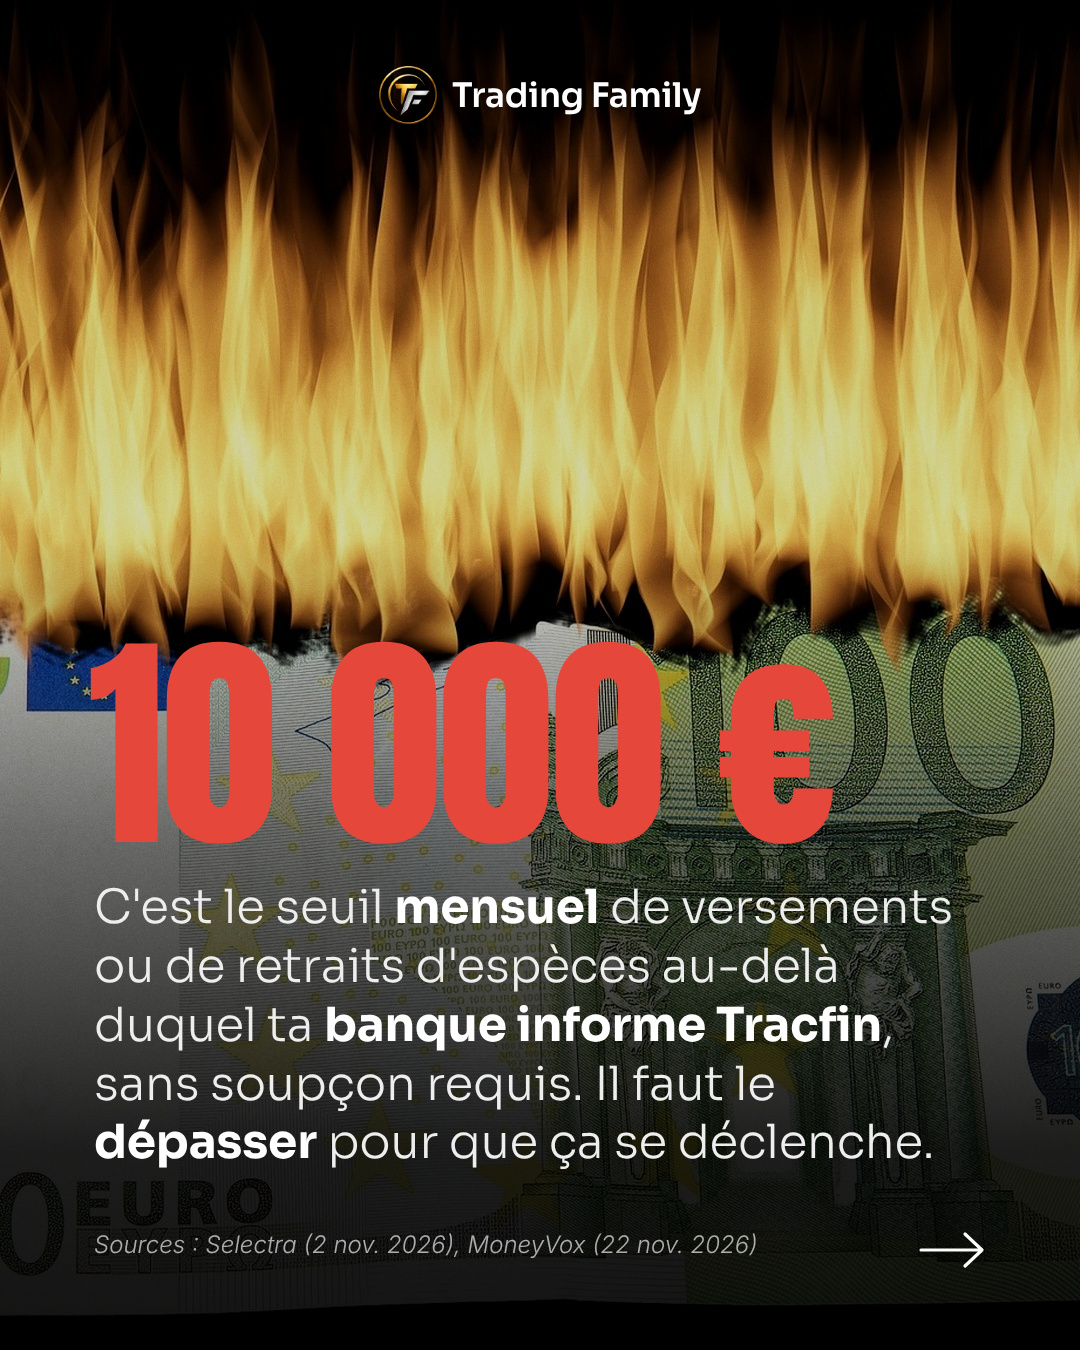 Trading Family
10 000 €
C'est le seuil mensuel de versements
ou de retraits d'espèces au-delà
duquel ta banque informe Tracfin,
sans soupçon requis. Il faut le
dépasser pour que ça se déclenche.
EURO
Sources : Selectra (2 nov. 2026), MoneyVox (22 nov. 2026)